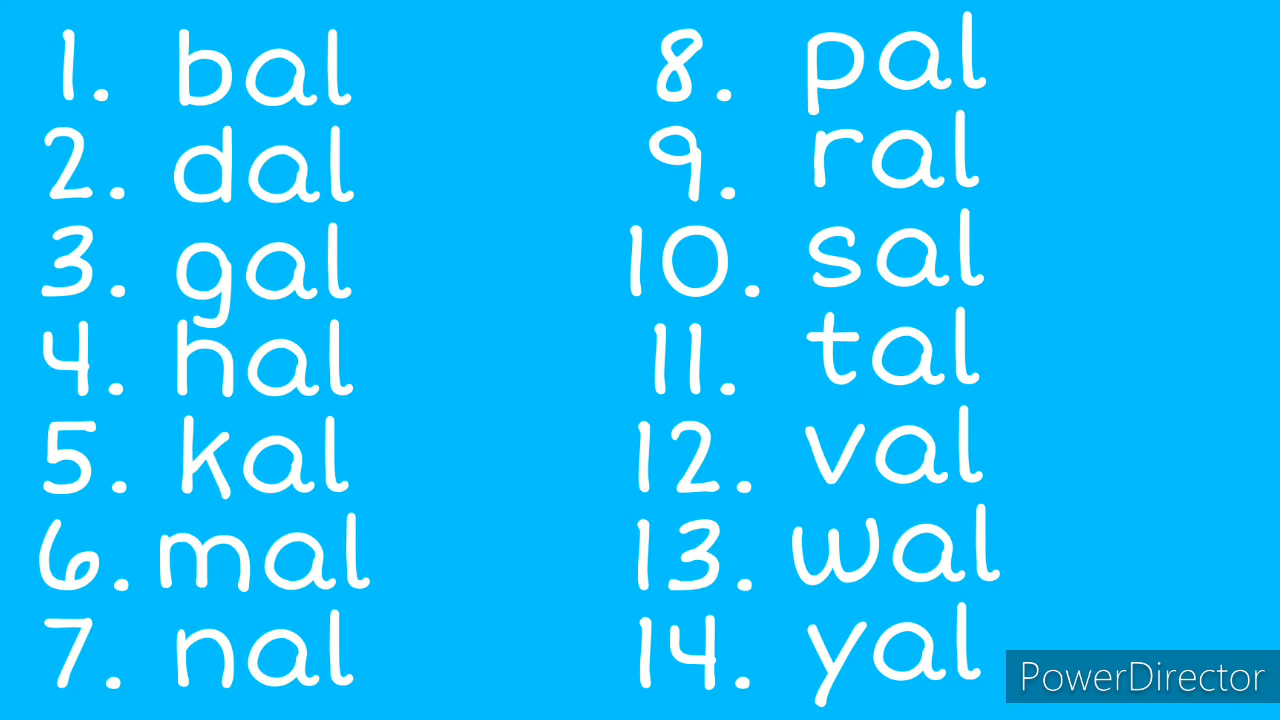 1. bal
2. dal
3. gal
4. hal
5. kal
6. mal
7. nal
8. pal
9. ral
10. sal
11. tal
12. val
13. wal
14. yal
PowerDirector